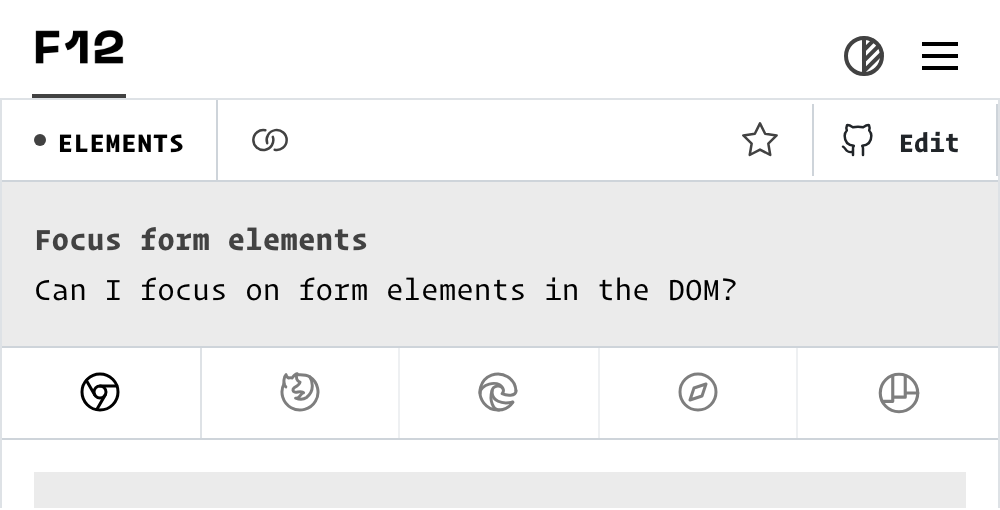 F12
ELEMENTS
Edit
Focus form elements
Can I focus on form elements in the DOM?